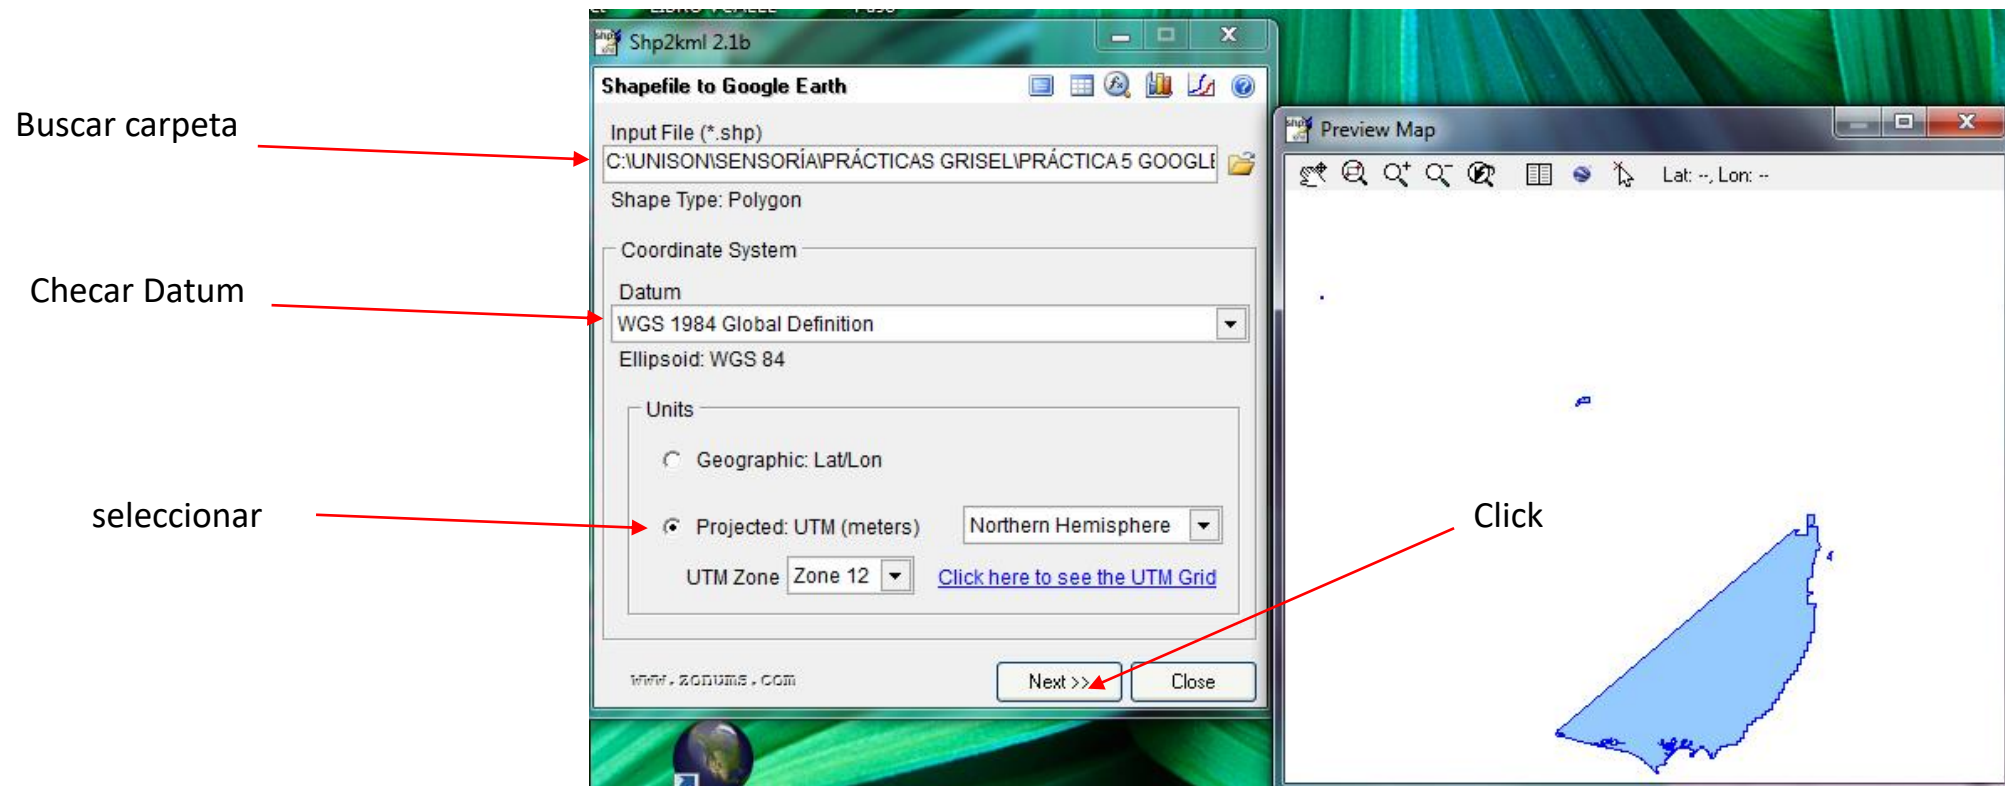 Shp2kml 2.1b
Shapefile to Google Earth
Buscar carpeta
Input File (*.shp)
C:\UNISON\SENSORÍA\PRÁCTICAS GRISEL\PRÁCTICA 5 GOOGLE
Shape Type: Polygon
Coordinate System
Checar Datum
Datum
WGS 1984 Global Definition
Ellipsoid: WGS 84
Units
Geographic: Lat/Lon
seleccionar
Projected: UTM (meters)
Northern Hemisphere
UTM Zone
Zone 12
Click here to see the UTM Grid
www.zonums.com
Next >>
Close
Preview Map
Lat: --, Lon: --
Click